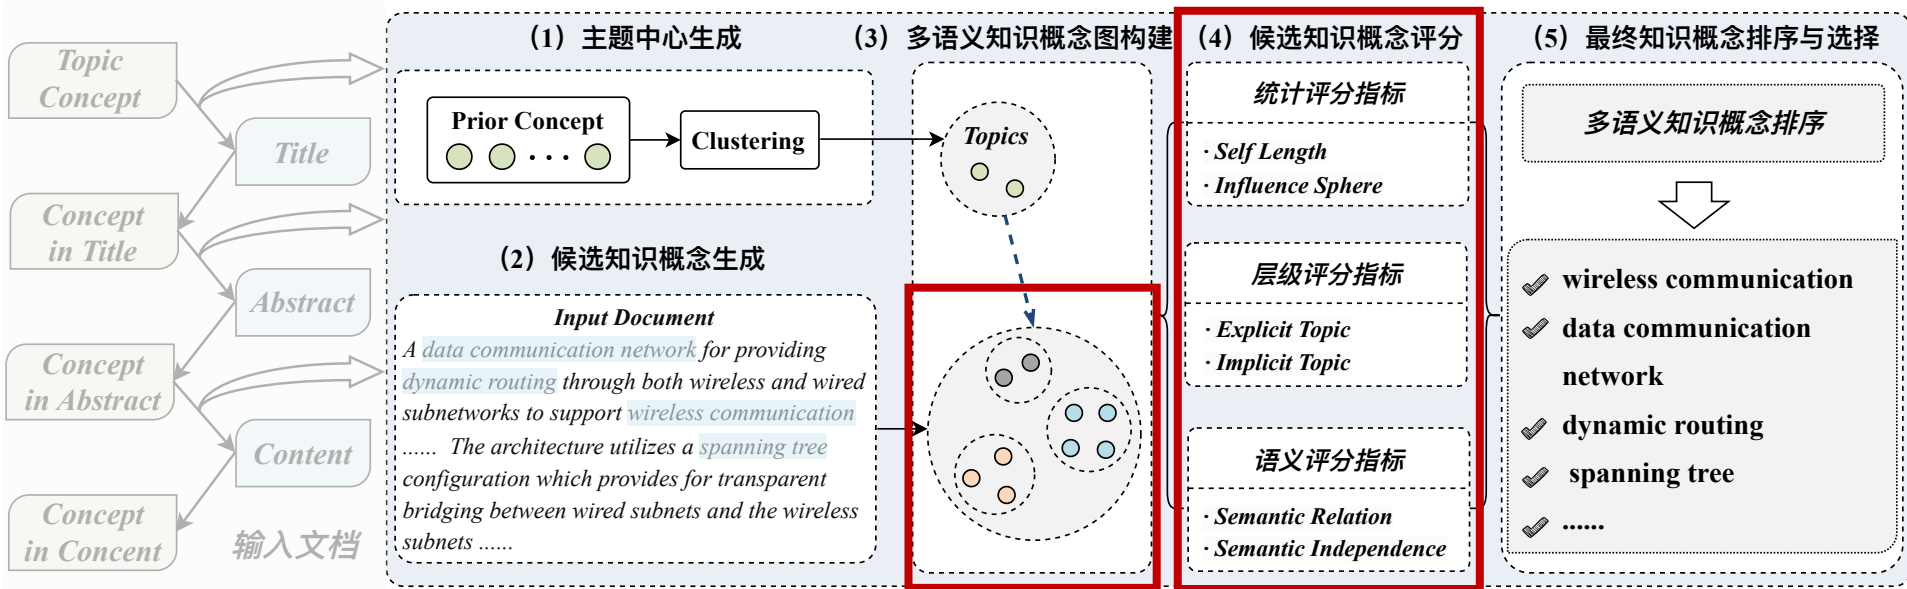 Topic
Concept
Title
Concept
in Title
Abstract
Concept
in Abstract
Content
Concept
in Concent
输入文档
(1) 主题中心生成
Prior Concept
· · ·
Clustering
(2) 候选知识概念生成
Input Document
A data communication network for providing
dynamic routing through both wireless and wired
subnetworks to support wireless communication
...... The architecture utilizes a spanning tree
configuration which provides for transparent
bridging between wired subnets and the wireless
subnets ......
(3) 多语义知识概念图构建
Topics
(4) 候选知识概念评分
统计评分指标
· Self Length
· Influence Sphere
层级评分指标
· Explicit Topic
· Implicit Topic
语义评分指标
· Semantic Relation
· Semantic Independence
(5) 最终知识概念排序与选择
多语义知识概念排序
wireless communication
data communication
network
dynamic routing
spanning tree
......